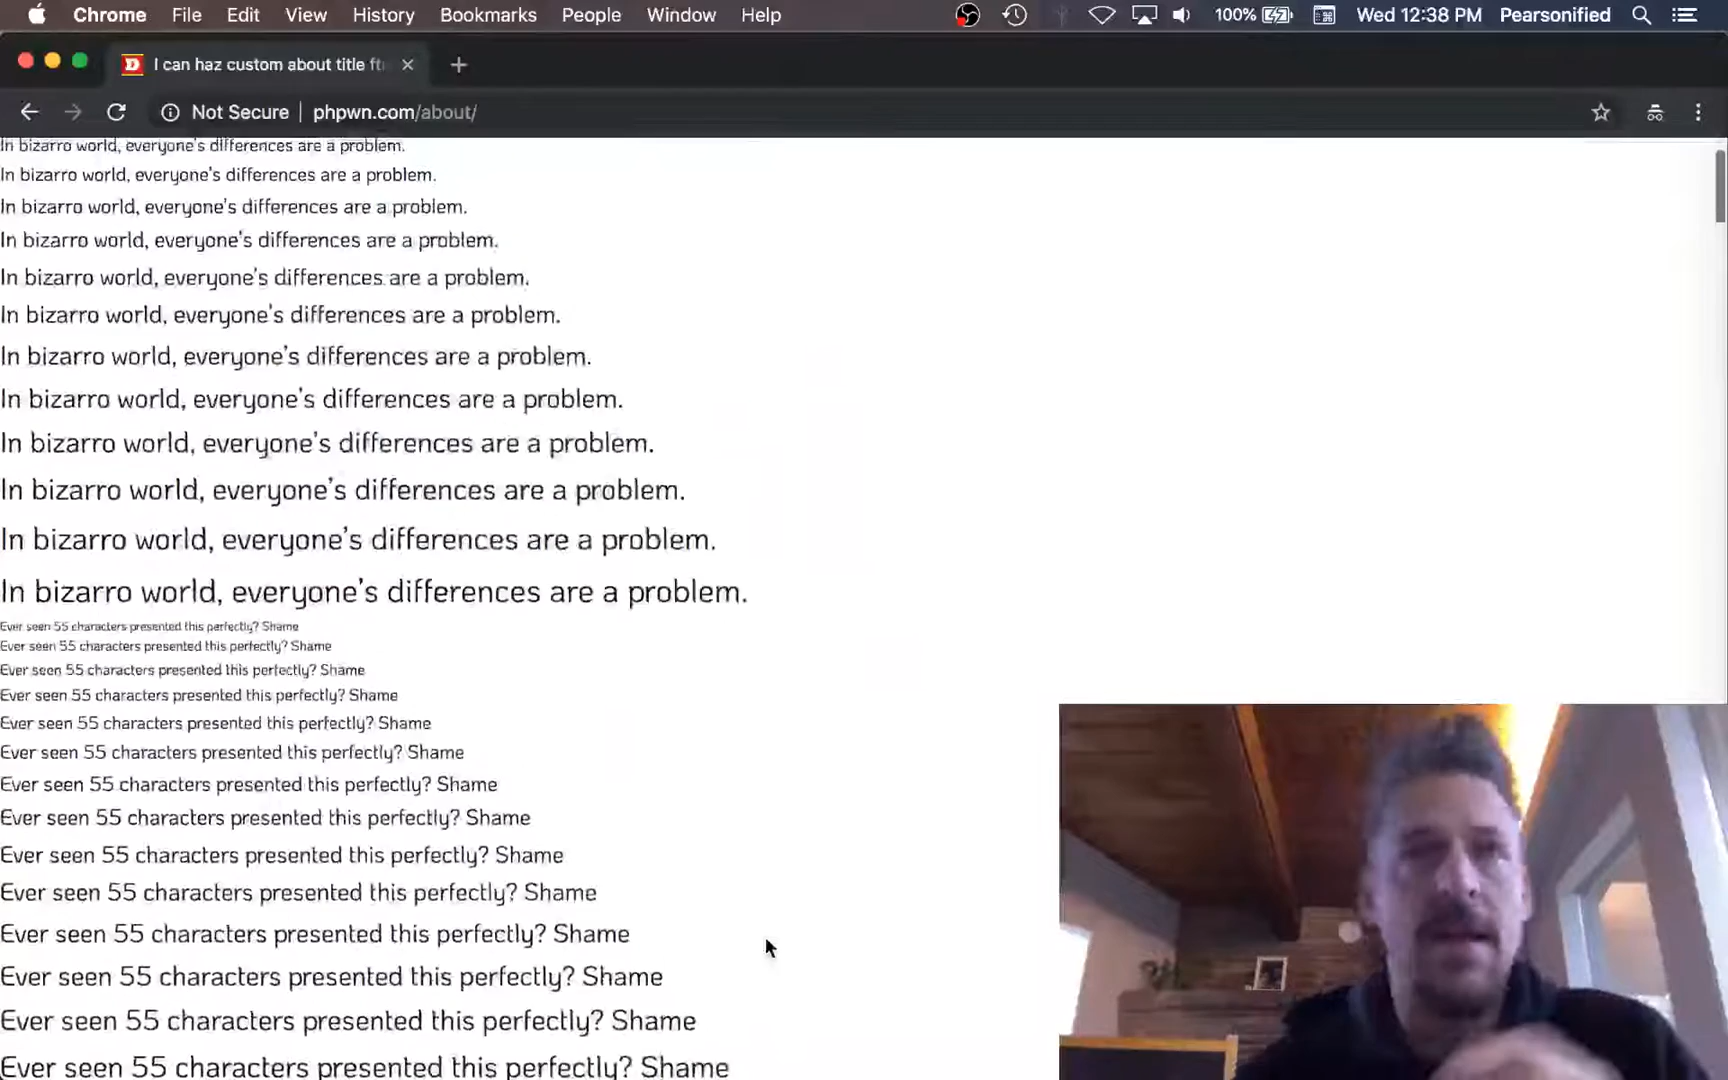 Chrome File Edit View History Bookmarks People Window Help 100% Wed 12:38 PM Pearsonified
D I can haz custom about title ft
Not Secure | phpwn.com/about/
In bizarro world, everyone's differences are a problem.
In bizarro world, everyone's differences are a problem.
In bizarro world, everyone's differences are a problem.
In bizarro world, everyone's differences are a problem.
In bizarro world, everyone's differences are a problem.
In bizarro world, everyone's differences are a problem.
In bizarro world, everyone's differences are a problem.
In bizarro world, everyone's differences are a problem.
In bizarro world, everyone's differences are a problem.
In bizarro world, everyone's differences are a problem.
In bizarro world, everyone's differences are a problem.
In bizarro world, everyone's differences are a problem.
Ever seen 55 characters presented this perfectly? Shame
Ever seen 55 characters presented this perfectly? Shame
Ever seen 55 characters presented this perfectly? Shame
Ever seen 55 characters presented this perfectly? Shame
Ever seen 55 characters presented this perfectly? Shame
Ever seen 55 characters presented this perfectly? Shame
Ever seen 55 characters presented this perfectly? Shame
Ever seen 55 characters presented this perfectly? Shame
Ever seen 55 characters presented this perfectly? Shame
Ever seen 55 characters presented this perfectly? Shame
Ever seen 55 characters presented this perfectly? Shame
Ever seen 55 characters presented this perfectly? Shame
Ever seen 55 characters presented this perfectly? Shame
Ever seen 55 characters presented this perfectly? Shame